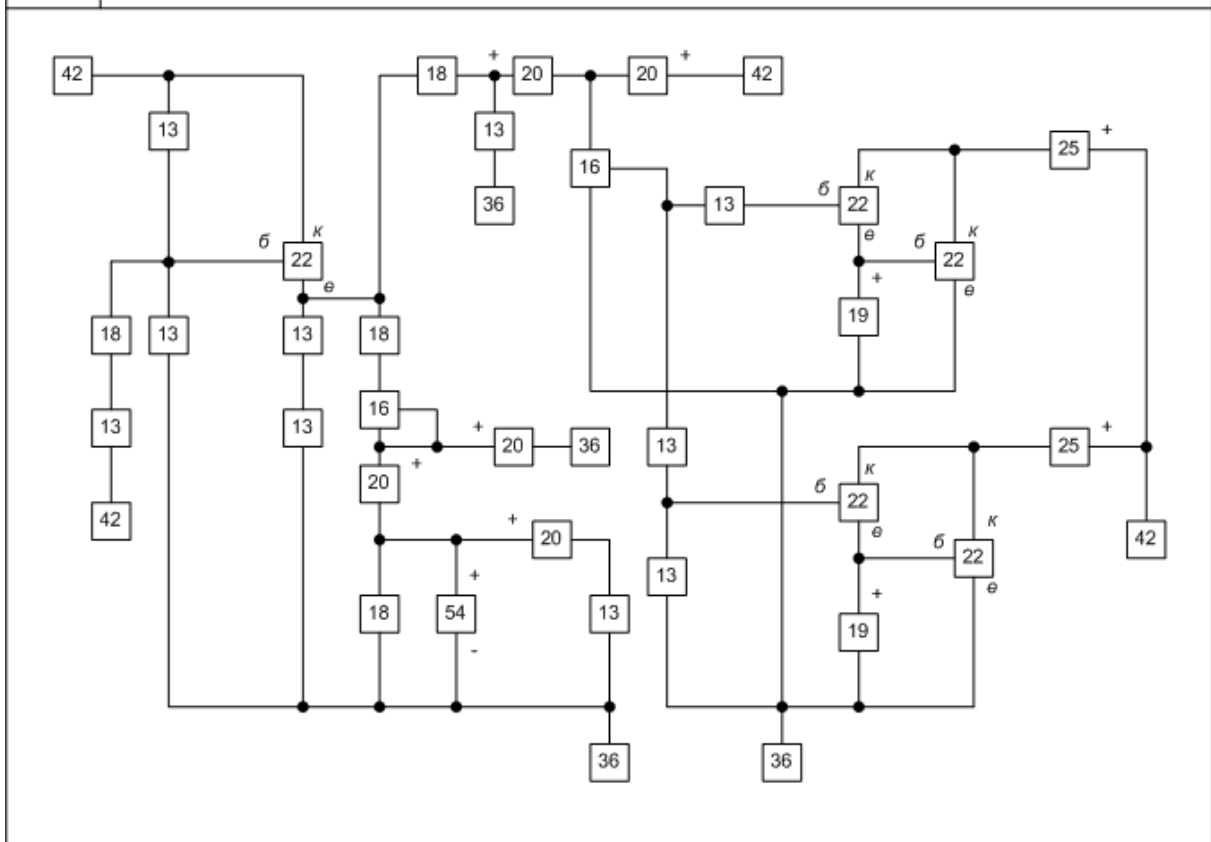 + +
42 18 20 20 42
13 13 25 +
16 к
36 б 13 22
б к е б к
22 22
е + е
18 13 13 18 19
16
13 13 + 20 36 13 25 +
+ к
20 б 22
42 е к
+ 20 б 22 42
+ 13 + е
18 54 13 19
-
36 36